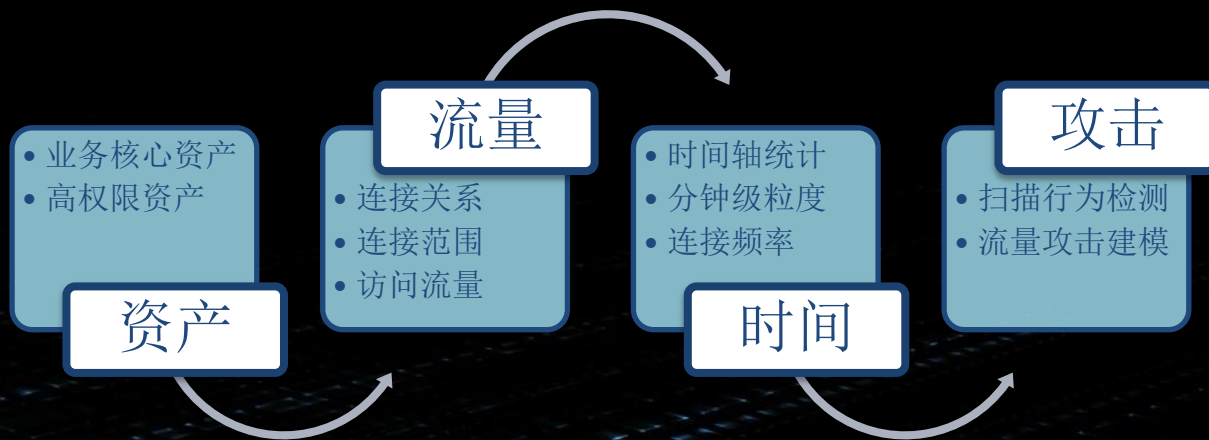 • 业务核心资产
• 高权限资产
资产
流量
• 连接关系
• 连接范围
• 访问流量
• 时间轴统计
• 分钟级粒度
• 连接频率
时间
攻击
• 扫描行为检测
• 流量攻击建模